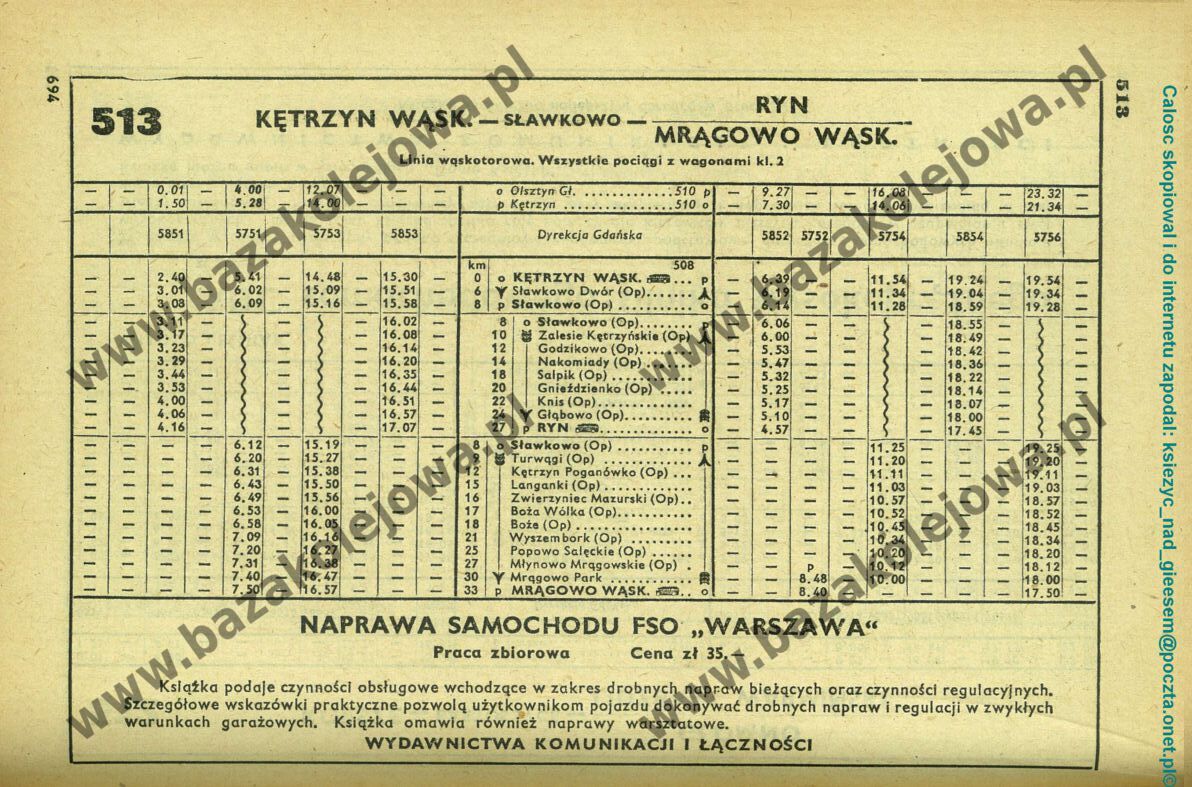 694
513
513 KĘTRZYN WĄSK. — SŁAWKOWO — RYN
MRĄGOWO WĄSK.
Linia wąskotorowa. Wszystkie pociągi z wagonami kl. 2
— — 0.01 — 4.00 — 12.07 — — — o Olsztyn Gł. ............ 510 p — 9.27 — — 16.08 — — — 23.32 —
— — 1.50 — 5.28 — 14.00 — — — p Kętrzyn ............ 510 o — 7.30 — — 14.06 — — — 21.34 —
5851 5751 5753 5853 Dyrekcja Gdańska 5852 5752 5754 5854 5756
km 508
— — 2.40 — 5.41 — 14.48 — 15.30 — 0 o KĘTRZYN WĄSK. ... p — 6.39 — — 11.54 — 19.24 — 19.54 —
— — 3.01 — 6.02 — 15.09 — 15.51 — 6 Sławkowo Dwór (Op)....... — 6.19 — — 11.34 — 19.04 — 19.34 —
— — 3.08 — 6.09 — 15.16 — 15.58 — 8 p Sławkowo (Op) ............ o — 6.14 — — 11.28 — 18.59 — 19.28 —
— — 3.11 — — — 16.02 — 8 o Sławkowo (Op)............ p — 6.06 — — — 18.55 — —
— — 3.17 — — — 16.08 — 10 Zalesie Kętrzyńskie (Op) — 6.00 — — — 18.49 — —
— — 3.23 — — — 16.14 — 12 Godzikowo (Op)........ — 5.53 — — — 18.42 — —
— — 3.29 — — — 16.20 — 14 Nakomiady (Op) ........ — 5.47 — — — 18.36 — —
— — 3.44 — — — 16.35 — 18 Salpik (Op) ............ — 5.32 — — — 18.22 — —
— — 3.53 — — — 16.44 — 20 Gnieździenko (Op) ..... — 5.25 — — — 18.14 — —
— — 4.00 — — — 16.51 — 22 Knis (Op)............ — 5.17 — — — 18.07 — —
— — 4.06 — — — 16.57 — 24 Głąbowo (Op)............ — 5.10 — — — 18.00 — —
— — 4.16 — — — 17.07 — 27 p RYN ............ o — 4.57 — — — 17.45 — —
— — — — 6.12 — 15.19 — — — 8 o Sławkowo (Op) ............ p — — — — 11.25 — — — 19.25 —
— — — — 6.20 — 15.27 — — — 9 Turwągi (Op) ............ — — — — 11.20 — — — 19.20 —
— — — — 6.31 — 15.38 — — — 12 Kętrzyn Poganówko (Op) .... — — — — 11.11 — — — 19.11 —
— — — — 6.43 — 15.50 — — — 15 Langanki (Op) ............ — — — — 11.03 — — — 19.03 —
— — — — 6.49 — 15.56 — — — 16 Zwierzyniec Mazurski (Op).. — — — — 10.57 — — — 18.57 —
— — — — 6.53 — 16.00 — — — 17 Boża Wólka (Op)............ — — — — 10.52 — — — 18.52 —
— — — — 6.58 — 16.05 — — — 18 Boże (Op) ............ — — — — 10.45 — — — 18.45 —
— — — — 7.09 — 16.16 — — — 21 Wyszembork (Op) ............ — — — — 10.34 — — — 18.34 —
— — — — 7.20 — 16.27 — — — 25 Popowo Salęckie (Op) ...... — — — — 10.20 — — — 18.20 —
— — — — 7.31 — 16.38 — — — 27 Młynowo Mrągowskie (Op) . — — p — 10.12 — — — 18.12 —
— — — — 7.40 — 16.47 — — — 30 Mrągowo Park ............ — — 8.48 — 10.00 — — — 18.00 —
— — — — 7.50 — 16.57 — — — 33 p MRĄGOWO WĄSK. .. o — — 8.40 — — — — — 17.50 —
NAPRAWA SAMOCHODU FSO „WARSZAWA“
Praca zbiorowa Cena zł 35,—
Książka podaje czynności obsługowe wchodzące w zakres drobnych napraw bieżących oraz czynności regulacyjnych.
Szczegółowe wskazówki praktyczne pozwolą użytkownikom pojazdu dokonywać drobnych napraw i regulacji w zwykłych
warunkach garażowych. Książka omawia również naprawy warsztatowe.
WYDAWNICTWA KOMUNIKACJI I ŁĄCZNOŚCI
www.bazakolejowa.pl
www.bazakolejowa.pl
www.bazakolejowa.pl
www.bazakolejowa.pl
Calosc skopiowal i do internetu zapodal: ksiezyc_nad_gieesem@poczta.onet.pl©